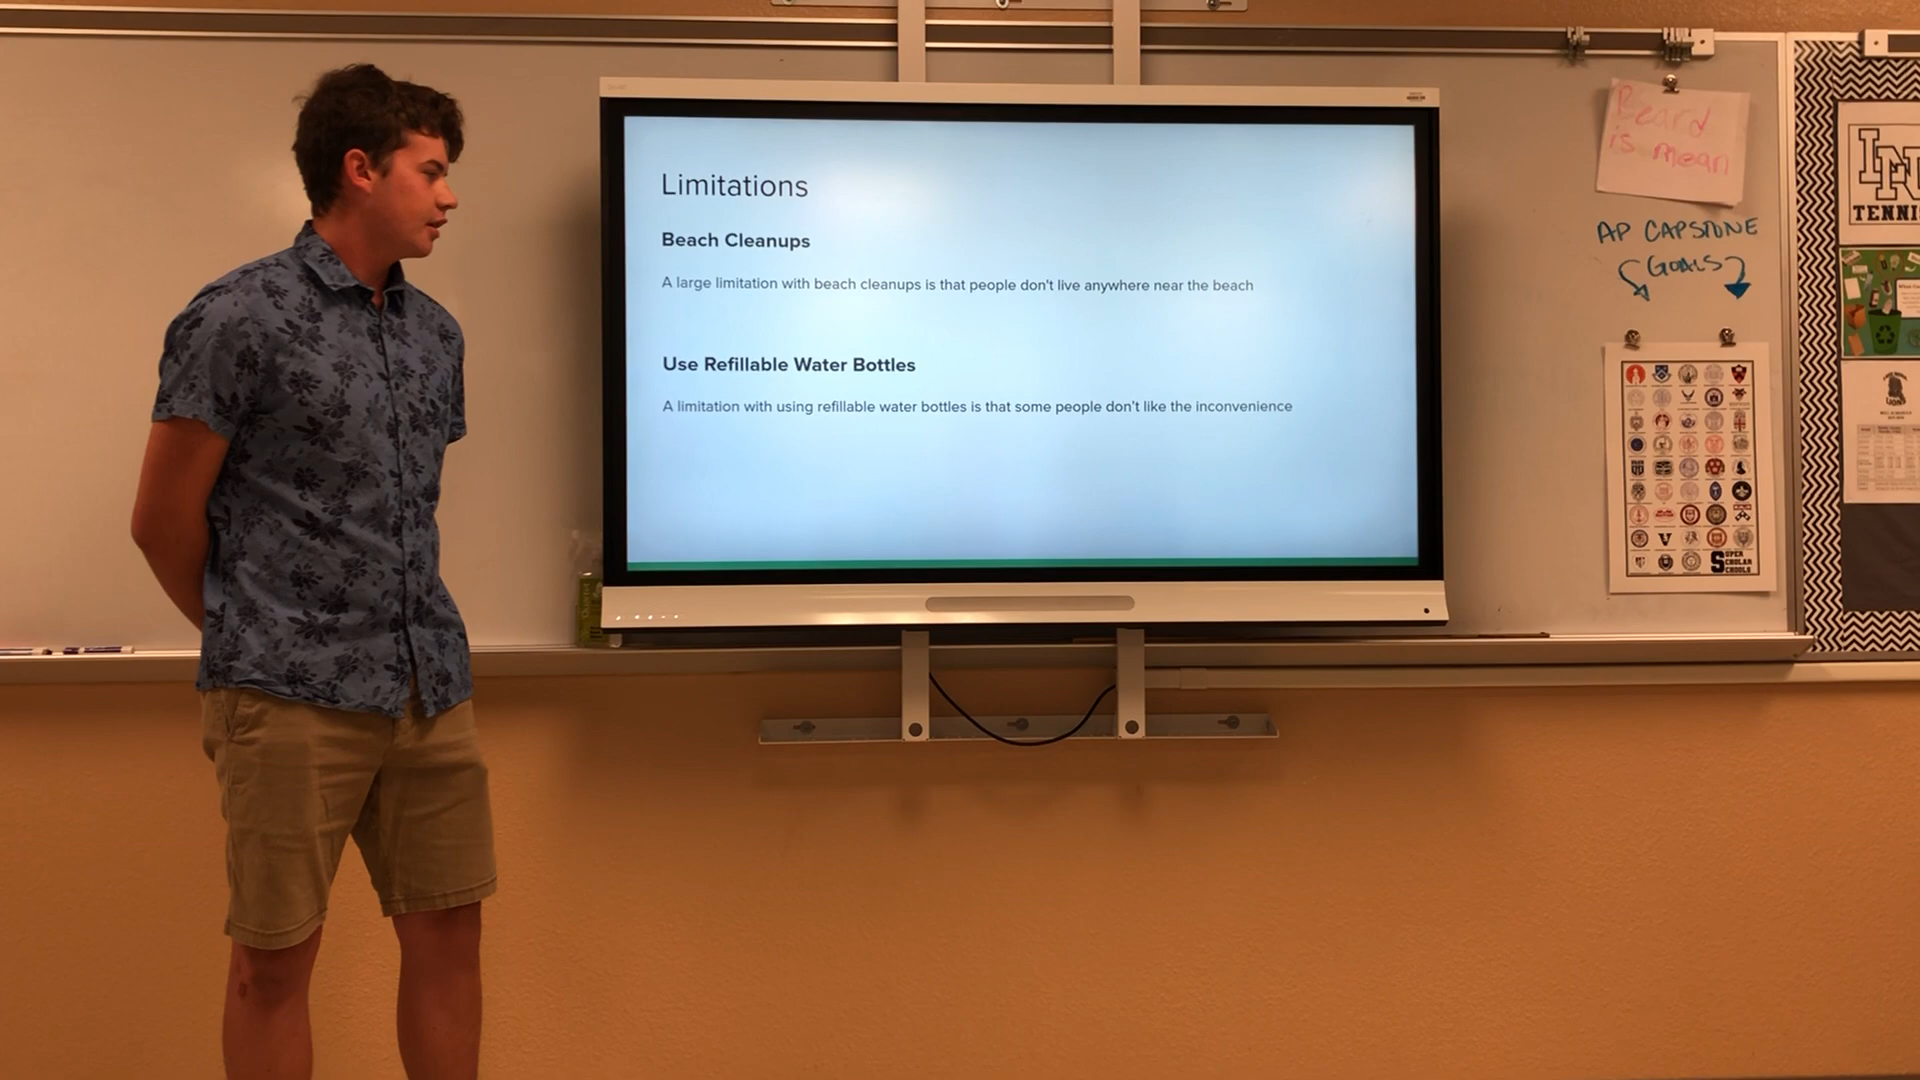 Limitations
Beach Cleanups
A large limitation with beach cleanups is that people don't live anywhere near the beach
Use Refillable Water Bottles
A limitation with using refillable water bottles is that some people don't like the inconvenience
Beard
is mean
AP CAPSTONE
GOALS
SUPER
SCHOLAR
SCHOOLS
TENNI
LIONS